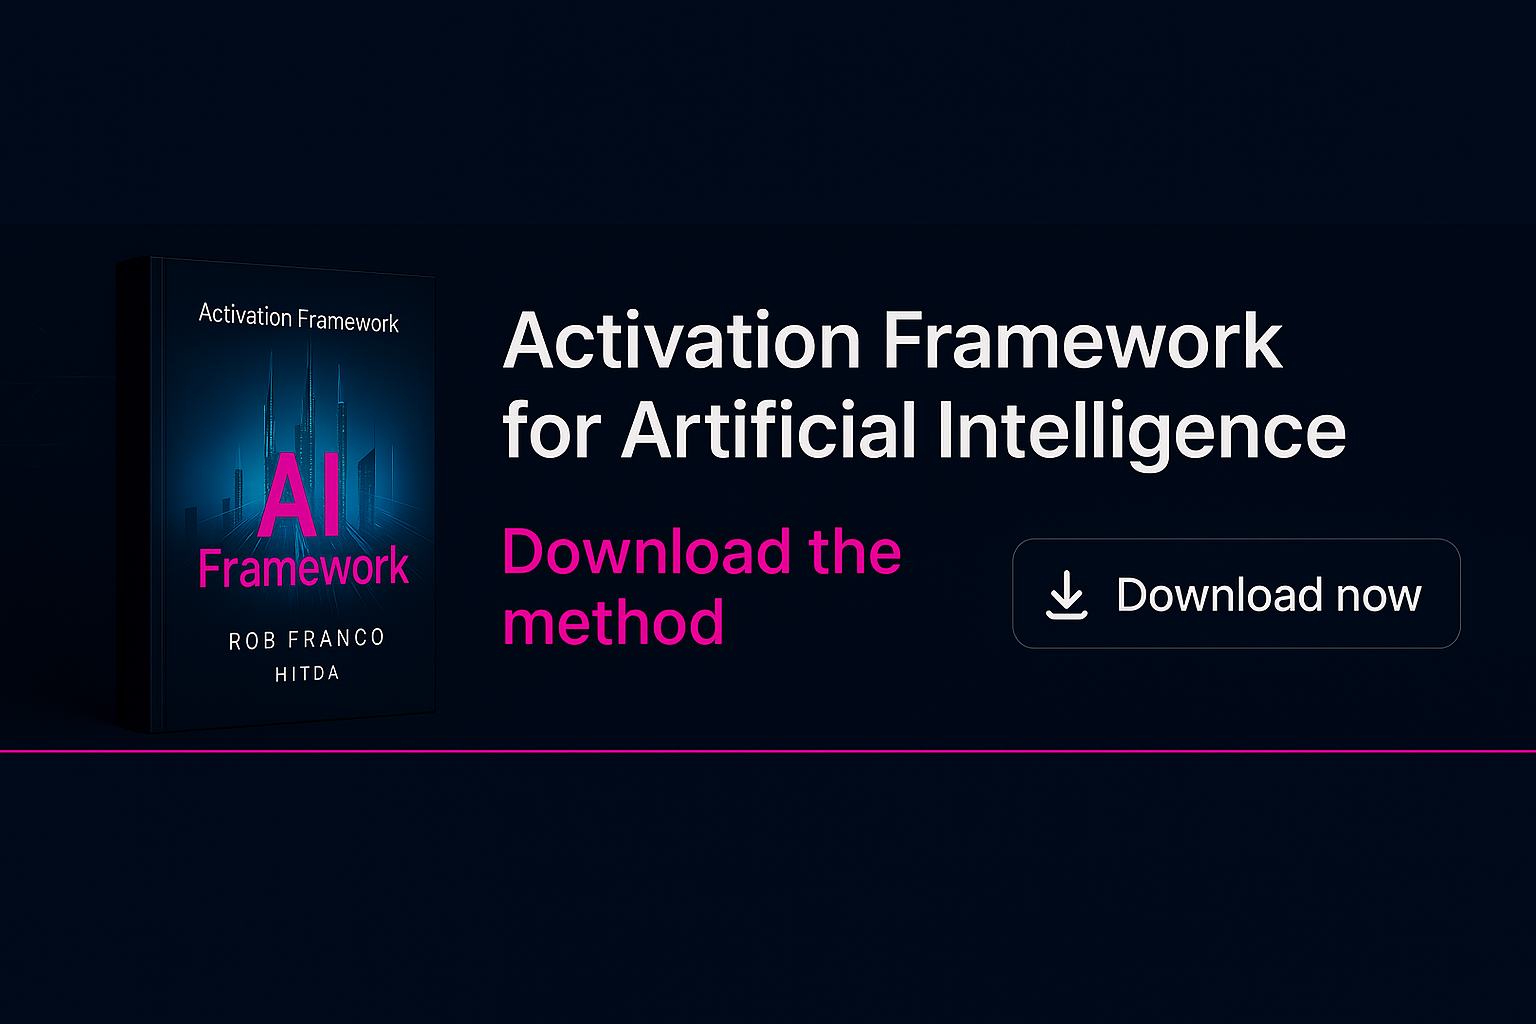 Activation Framework
AI
Framework
ROB FRANCO
HITDA
Activation Framework
for Artificial Intelligence
Download the
method
Download now